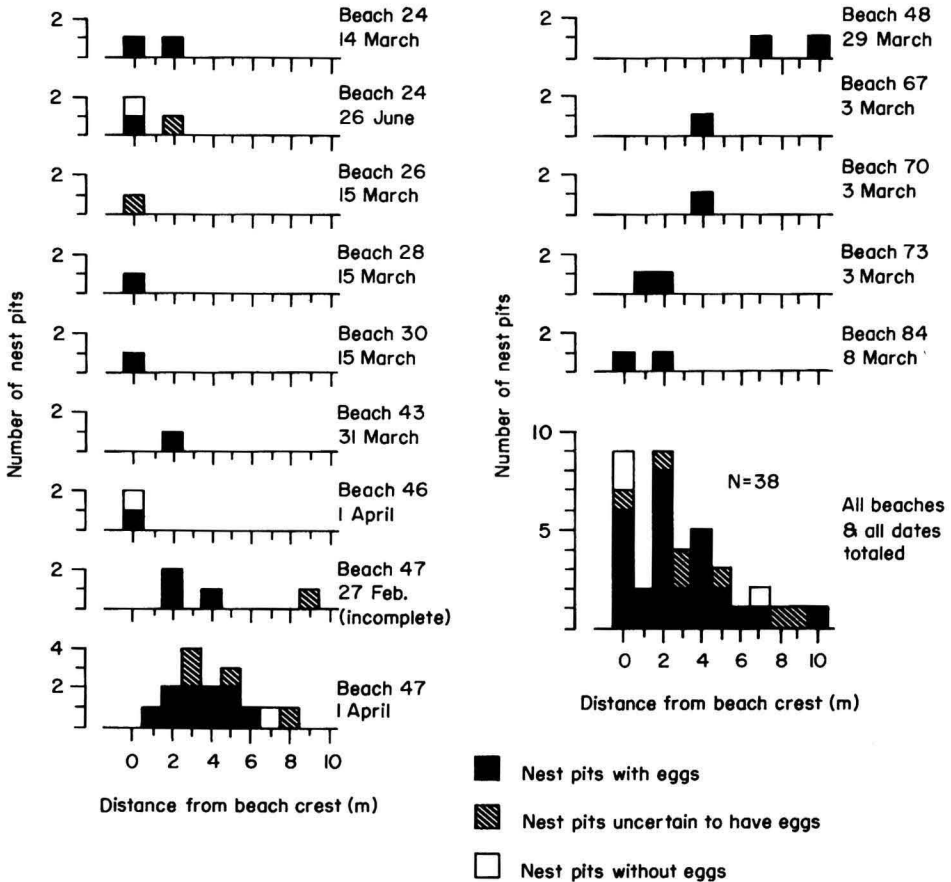 Number of nest pits
2
Beach 24
14 March
2
Beach 24
26 June
2
Beach 26
15 March
2
Beach 28
15 March
2
Beach 30
15 March
2
Beach 43
31 March
2
Beach 46
1 April
2
Beach 47
27 Feb.
(incomplete)
4
2
Beach 47
1 April
0 2 4 6 8 10
Distance from beach crest (m)
Number of nest pits
2
Beach 48
29 March
2
Beach 67
3 March
2
Beach 70
3 March
2
Beach 73
3 March
2
Beach 84
8 March
10
5
N=38
All beaches
& all dates
totaled
0 2 4 6 8 10
Distance from beach crest (m)
Nest pits with eggs
Nest pits uncertain to have eggs
Nest pits without eggs